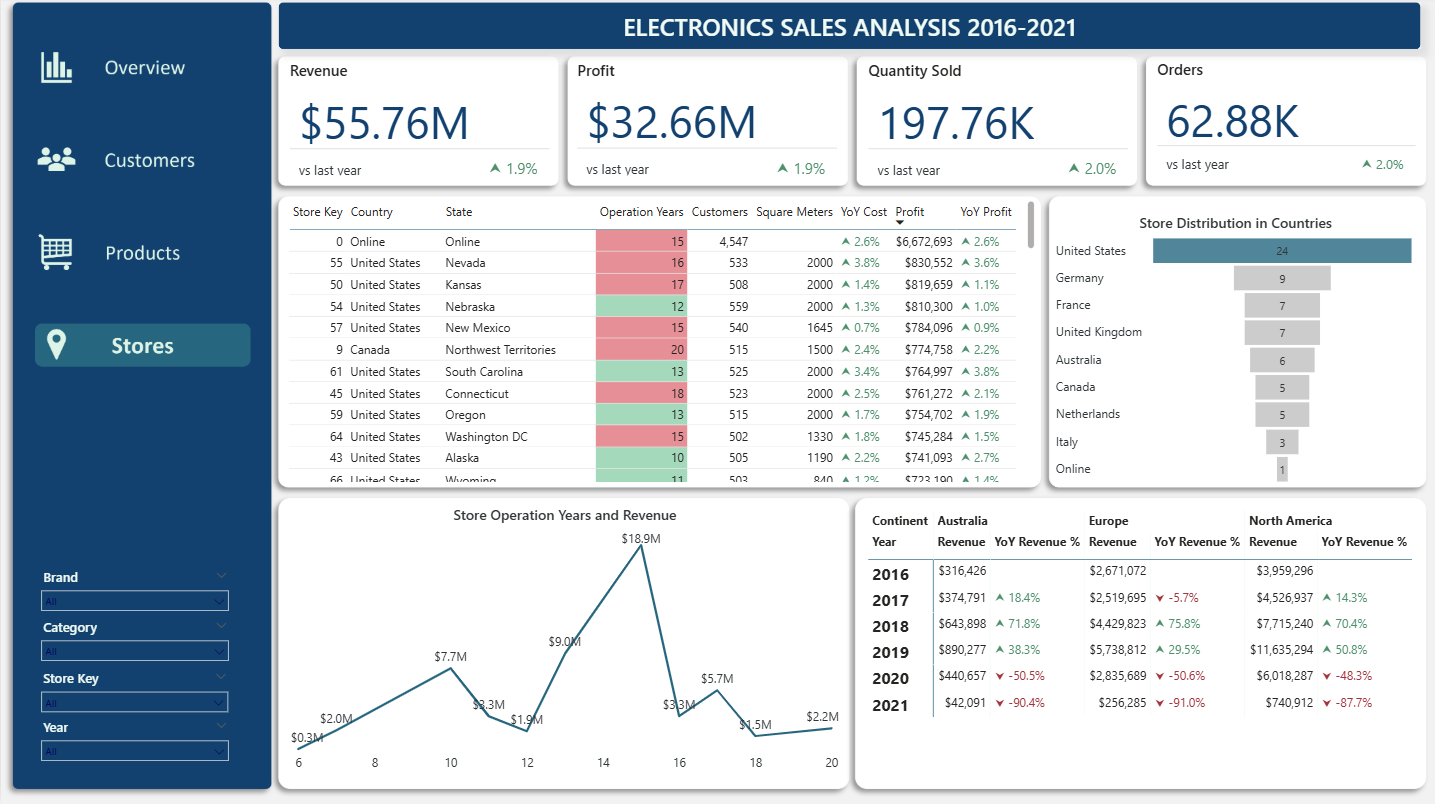 ELECTRONICS SALES ANALYSIS 2016-2021
Overview
Customers
Products
Stores
Brand
All
Category
All
Store Key
All
Year
All
Revenue
$55.76M
vs last year 1.9%
Profit
$32.66M
vs last year 1.9%
Quantity Sold
197.76K
vs last year 2.0%
Orders
62.88K
vs last year 2.0%
Store Key Country State Operation Years Customers Square Meters YoY Cost Profit YoY Profit
0 Online Online 15 4,547 2.6% $6,672,693 2.6%
55 United States Nevada 16 533 2000 3.8% $830,552 3.6%
50 United States Kansas 17 508 2000 1.4% $819,659 1.1%
54 United States Nebraska 12 559 2000 1.3% $810,300 1.0%
57 United States New Mexico 15 540 1645 0.7% $784,096 0.9%
9 Canada Northwest Territories 20 515 1500 2.4% $774,758 2.2%
61 United States South Carolina 13 525 2000 3.4% $764,997 3.8%
45 United States Connecticut 18 523 2000 2.5% $761,272 2.1%
59 United States Oregon 13 515 2000 1.7% $754,702 1.9%
64 United States Washington DC 15 502 1330 1.8% $745,284 1.5%
43 United States Alaska 10 505 1190 2.2% $741,093 2.7%
66 United States Wyoming 11 503 840 1.2% $723,190 1.4%
Store Distribution in Countries
United States 24
Germany 9
France 7
United Kingdom 7
Australia 6
Canada 5
Netherlands 5
Italy 3
Online 1
Store Operation Years and Revenue
$0.3M
$2.0M
$7.7M
$3.3M
$1.9M
$9.0M
$18.9M
$3.3M
$5.7M
$1.5M
$2.2M
6 8 10 12 14 16 18 20
Continent Australia Europe North America
Year Revenue YoY Revenue % Revenue YoY Revenue % Revenue YoY Revenue %
2016 $316,426 $2,671,072 $3,959,296
2017 $374,791 18.4% $2,519,695 -5.7% $4,526,937 14.3%
2018 $643,898 71.8% $4,429,823 75.8% $7,715,240 70.4%
2019 $890,277 38.3% $5,738,812 29.5% $11,635,294 50.8%
2020 $440,657 -50.5% $2,835,689 -50.6% $6,018,287 -48.3%
2021 $42,091 -90.4% $256,285 -91.0% $740,912 -87.7%